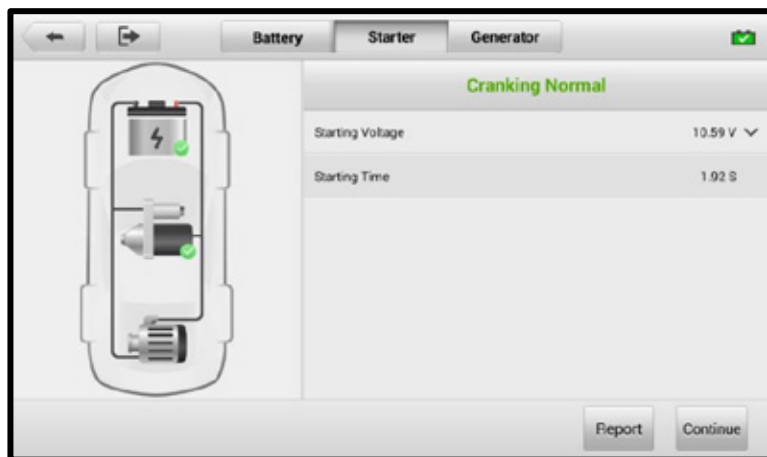 Battery Starter Generator
Cranking Normal
Starting Voltage 10.59 V
Starting Time 1.92 S
Report Continue